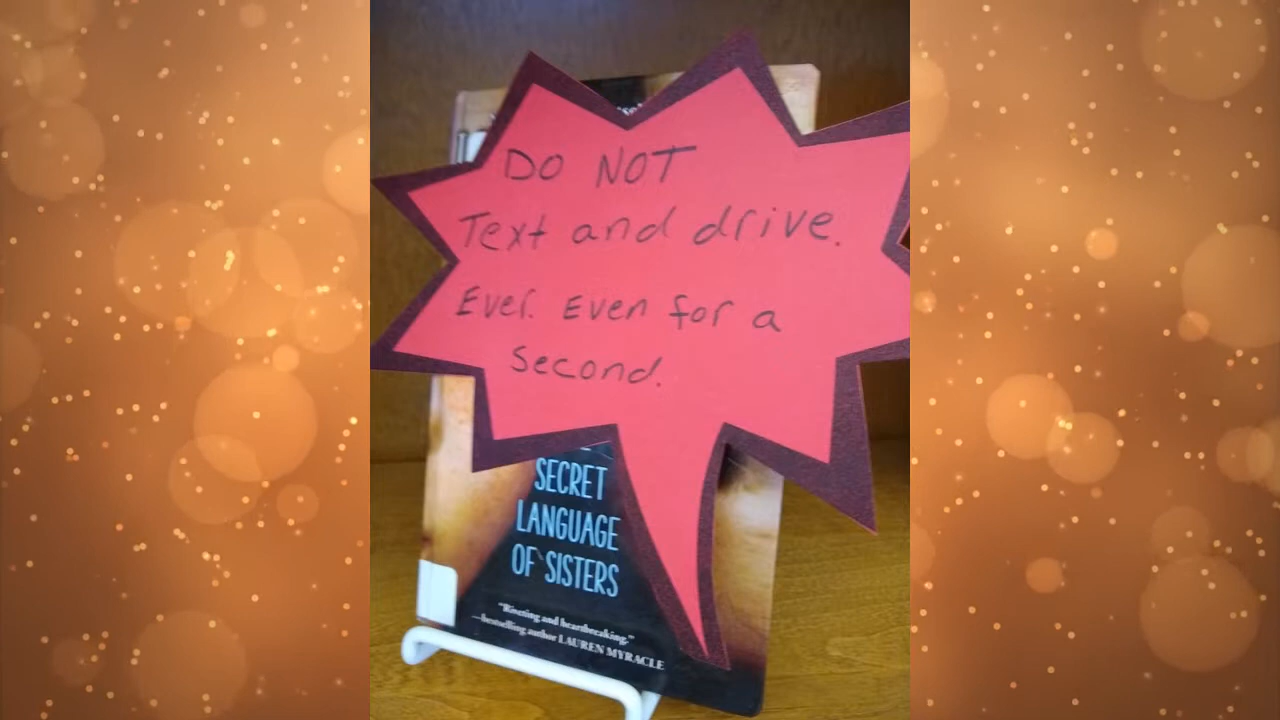 DO NOT
Text and drive.
Ever. Even for a
Second.
SECRET
LANGUAGE
OF SISTERS
"Riveting and heartbreaking."
—bestselling author LAUREN MYRACLE